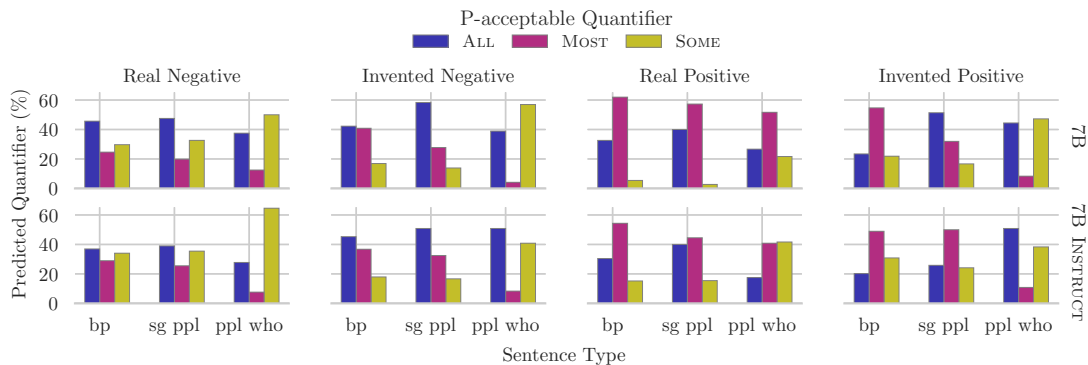 P-acceptable Quantifier
ALL MOST SOME
Real Negative Invented Negative Real Positive Invented Positive
Predicted Quantifier (%)
60
40
20
0
7B
60
40
20
0
7B INSTRUCT
bp sg ppl ppl who bp sg ppl ppl who bp sg ppl ppl who bp sg ppl ppl who
Sentence Type